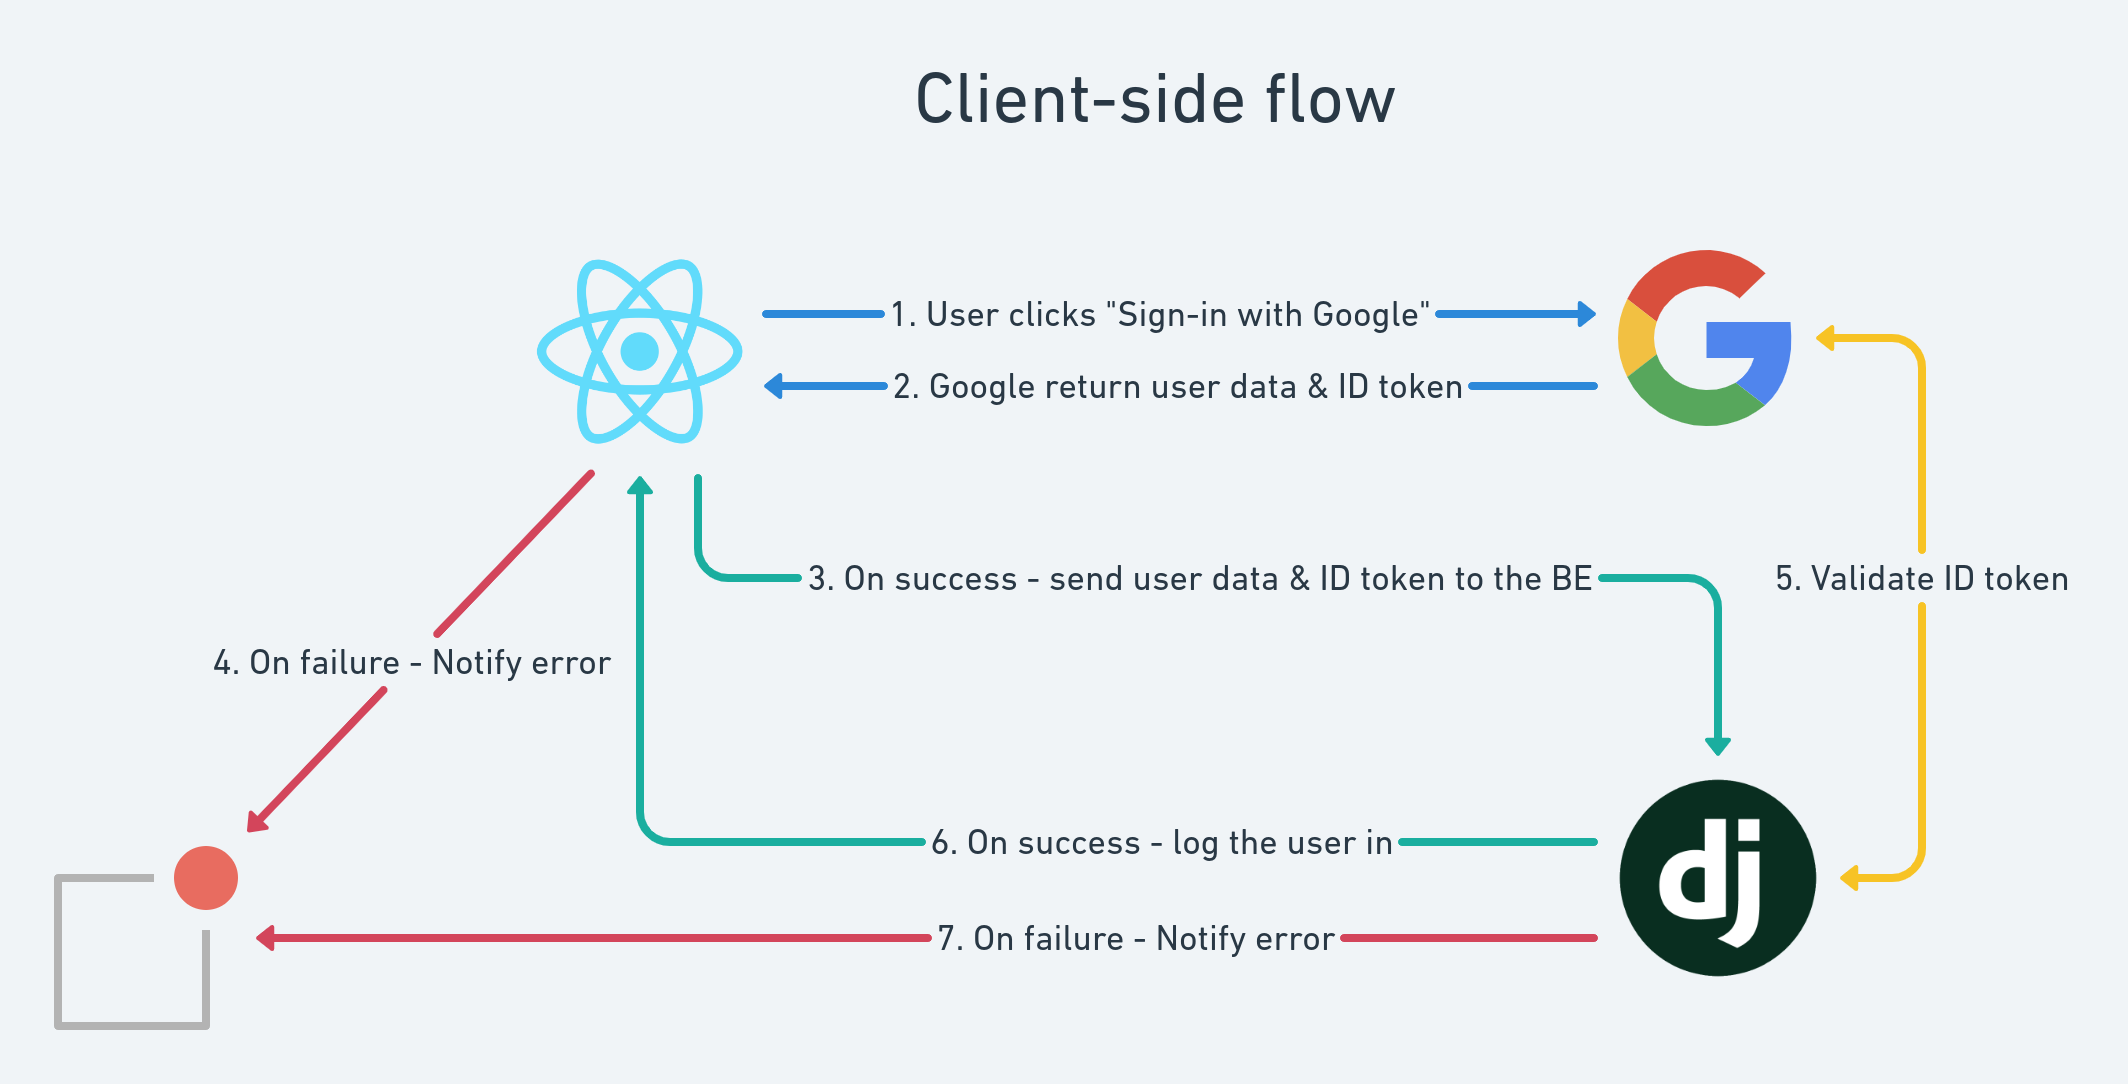 Client-side flow
1. User clicks "Sign-in with Google"
2. Google return user data & ID token
3. On success - send user data & ID token to the BE
5. Validate ID token
4. On failure - Notify error
6. On success - log the user in
7. On failure - Notify error
dj